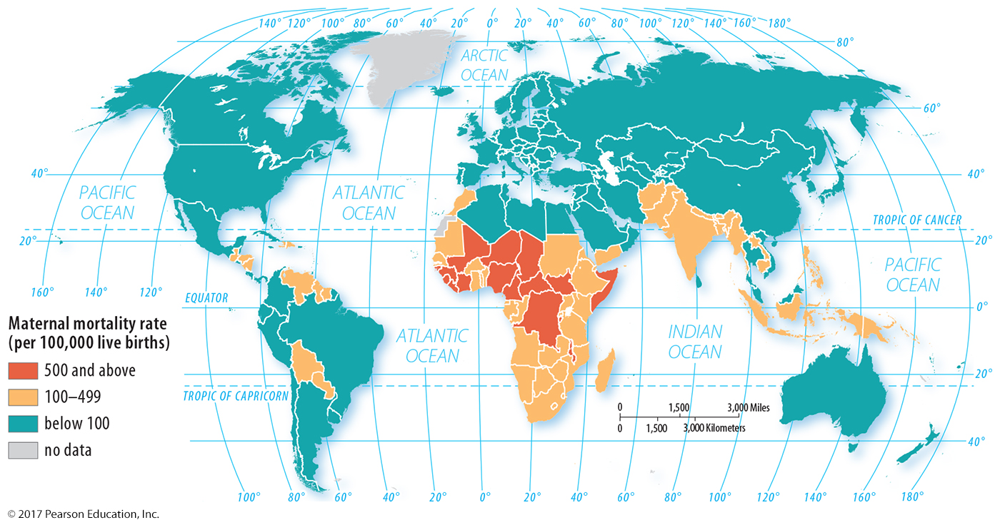 140° 120° 100° 80° 60° 40° 20° 0° 20° 40° 60° 80° 100° 120° 140° 160° 180°
80°
ARCTIC
OCEAN
60°
40°
40°
PACIFIC
OCEAN
ATLANTIC
OCEAN
TROPIC OF CANCER
20°
20°
PACIFIC
OCEAN
160° 140° 120°
EQUATOR
0°
Maternal mortality rate
(per 100,000 live births)
500 and above
100–499
below 100
no data
ATLANTIC
OCEAN
INDIAN
OCEAN
20°
TROPIC OF CAPRICORN
0 1,500 3,000 Miles
0 1,500 3,000 Kilometers
40°
100° 80° 60° 40° 20° 0° 20° 40° 60° 80° 100° 120° 140° 160° 180°
© 2017 Pearson Education, Inc.